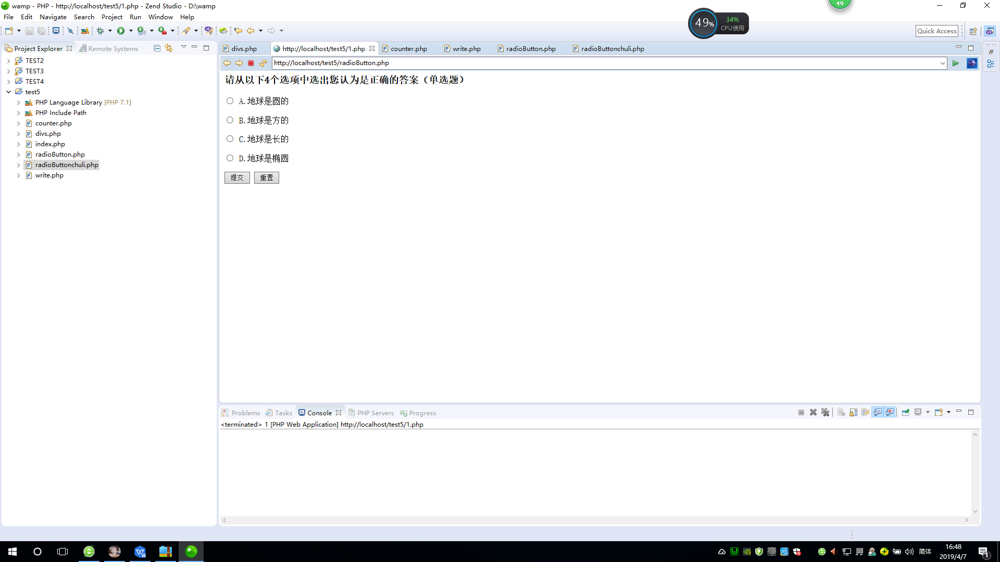 wamp - PHP - http://localhost/test5/1.php - Zend Studio - D:\wamp
File Edit Navigate Search Project Run Window Help
49
49%
34%
CPU使用
Quick Access
Project Explorer
Remote Systems
TEST2
TEST3
TEST4
test5
PHP Language Library [PHP 7.1]
PHP Include Path
counter.php
divs.php
index.php
radioButton.php
radioButtonchuli.php
write.php
divs.php
http://localhost/test5/1.php
counter.php
write.php
radioButton.php
radioButtonchuli.php
http://localhost/test5/radioButton.php
请从以下4个选项中选出您认为是正确的答案（单选题）
A.地球是圆的
B.地球是方的
C.地球是长的
D.地球是椭圆
提交 重置
Problems Tasks Console PHP Servers Progress
<terminated> 1 [PHP Web Application] http://localhost/test5/1.php
简体
16:48
2019/4/7
1